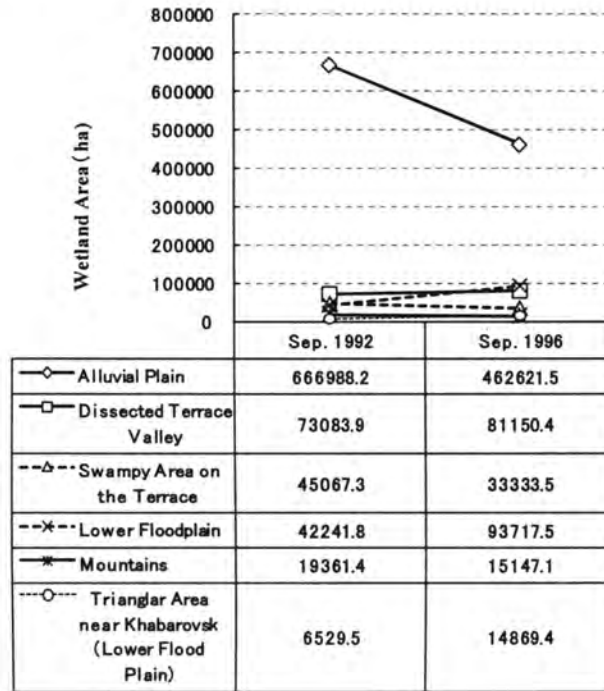 Wetland Area (ha)
800000
700000
600000
500000
400000
300000
200000
100000
0
Sep. 1992 Sep. 1996
Alluvial Plain 666988.2 462621.5
Dissected Terrace
Valley 73083.9 81150.4
Swampy Area on
the Terrace 45067.3 33333.5
Lower Floodplain 42241.8 93717.5
Mountains 19361.4 15147.1
Trianglar Area
near Khabarovsk
(Lower Flood
Plain) 6529.5 14869.4